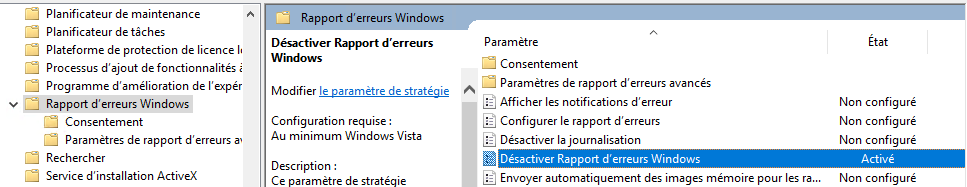 Planificateur de maintenance
Planificateur de tâches
Plateforme de protection de licence lo
Processus d'ajout de fonctionnalités à
Programme d'amélioration de l'expér
Rapport d'erreurs Windows
Consentement
Paramètres de rapport d'erreurs av
Rechercher
Service d'installation ActiveX
Rapport d'erreurs Windows
Désactiver Rapport d'erreurs
Windows
Modifier le paramètre de stratégie
Configuration requise :
Au minimum Windows Vista
Description :
Ce paramètre de stratégie
Paramètre État
Consentement
Paramètres de rapport d'erreurs avancés
Afficher les notifications d'erreur Non configuré
Configurer le rapport d'erreurs Non configuré
Désactiver la journalisation Non configuré
Désactiver Rapport d'erreurs Windows Activé
Envoyer automatiquement des images mémoire pour les ra... Non configuré